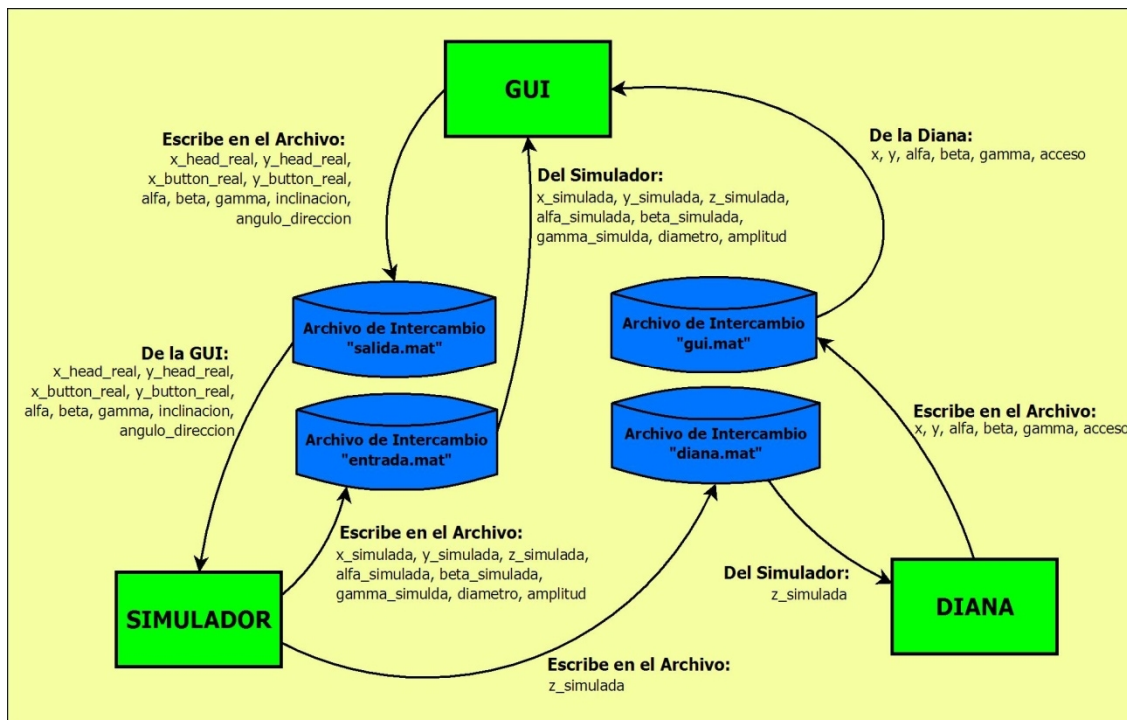 GUI
Escribe en el Archivo:
x_head_real, y_head_real,
x_button_real, y_button_real,
alfa, beta, gamma, inclinacion,
angulo_direccion
Del Simulador:
x_simulada, y_simulada, z_simulada,
alfa_simulada, beta_simulada,
gamma_simulda, diametro, amplitud
De la Diana:
x, y, alfa, beta, gamma, acceso
Archivo de Intercambio
"salida.mat"
Archivo de Intercambio
"gui.mat"
De la GUI:
x_head_real, y_head_real,
x_button_real, y_button_real,
alfa, beta, gamma, inclinacion,
angulo_direccion
Archivo de Intercambio
"entrada.mat"
Archivo de Intercambio
"diana.mat"
Escribe en el Archivo:
x, y, alfa, beta, gamma, acceso
Escribe en el Archivo:
x_simulada, y_simulada, z_simulada,
alfa_simulada, beta_simulada,
gamma_simulda, diametro, amplitud
Del Simulador:
z_simulada
SIMULADOR
DIANA
Escribe en el Archivo:
z_simulada